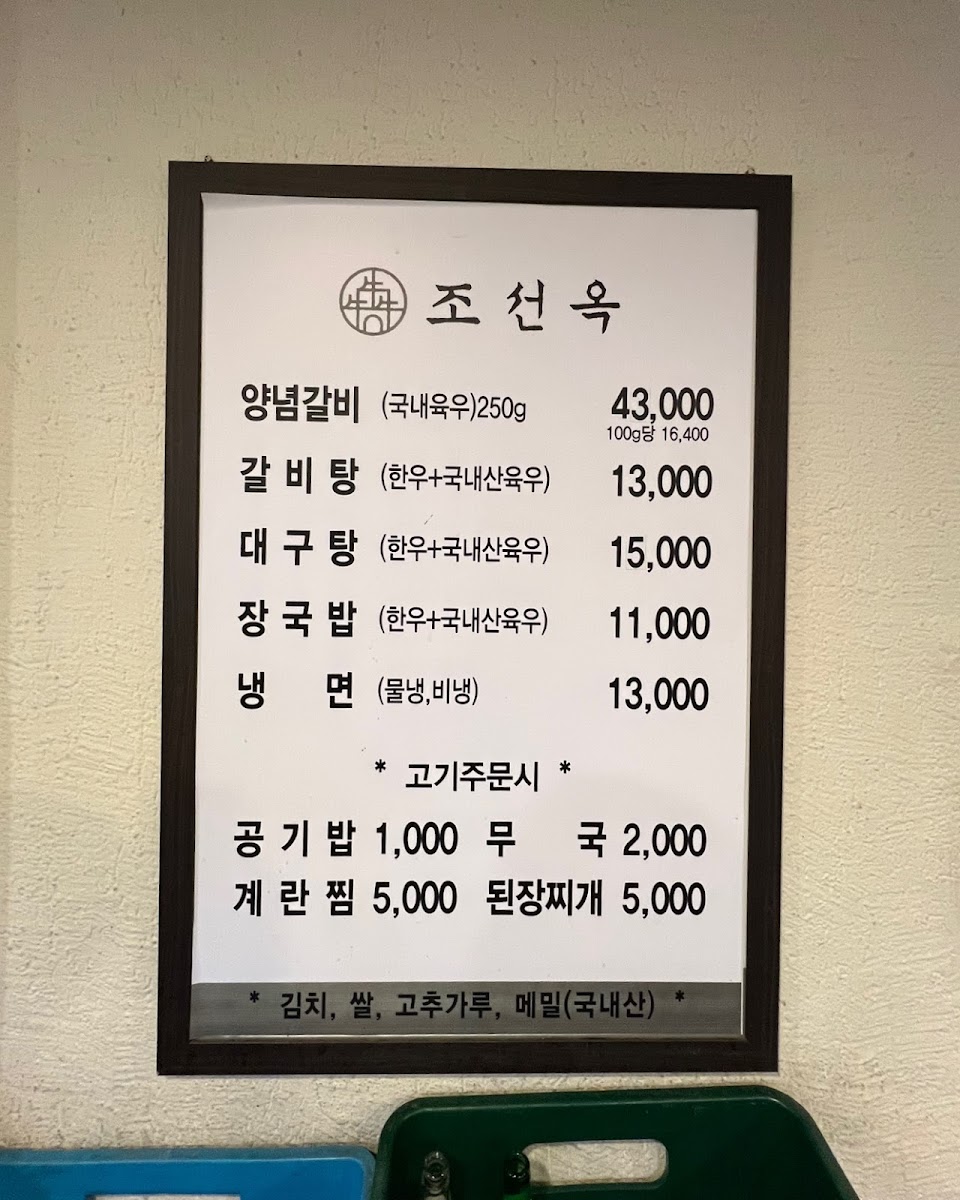 조선옥
양념갈비 (국내육우)250g 43,000
100g당 16,400
갈비탕 (한우+국내산육우) 13,000
대구탕 (한우+국내산육우) 15,000
장국밥 (한우+국내산육우) 11,000
냉면 (물냉,비냉) 13,000
* 고기주문시 *
공기밥 1,000 무국 2,000
계란찜 5,000 된장찌개 5,000
* 김치, 쌀, 고추가루, 메밀(국내산) *